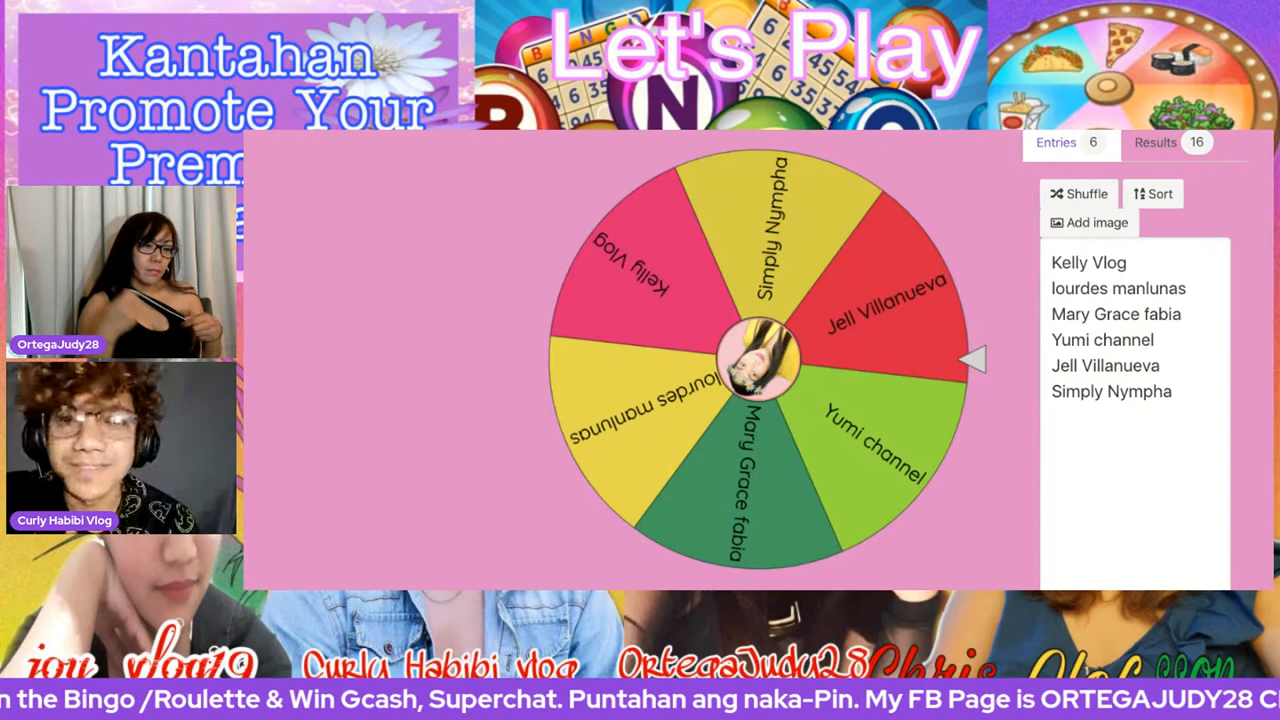 Kantahan
Promote Your
Prem
Let's Play
B I N G
N
Entries 6
Results 16
Shuffle
Sort
Add image
Kelly Vlog
lourdes manlunas
Mary Grace fabia
Yumi channel
Jell Villanueva
Simply Nympha
Simply Nympha
Jell Villanueva
Yumi channel
Mary Grace fabia
lourdes manlunas
Kelly Vlog
OrtegaJudy28
Curly Habibi Vlog
joy vlog19
Curly Habibi vlog
OrtegaJudy28
Chris
n the Bingo /Roulette & Win Gcash, Superchat. Puntahan ang naka-Pin. My FB Page is ORTEGAJUDY28 C